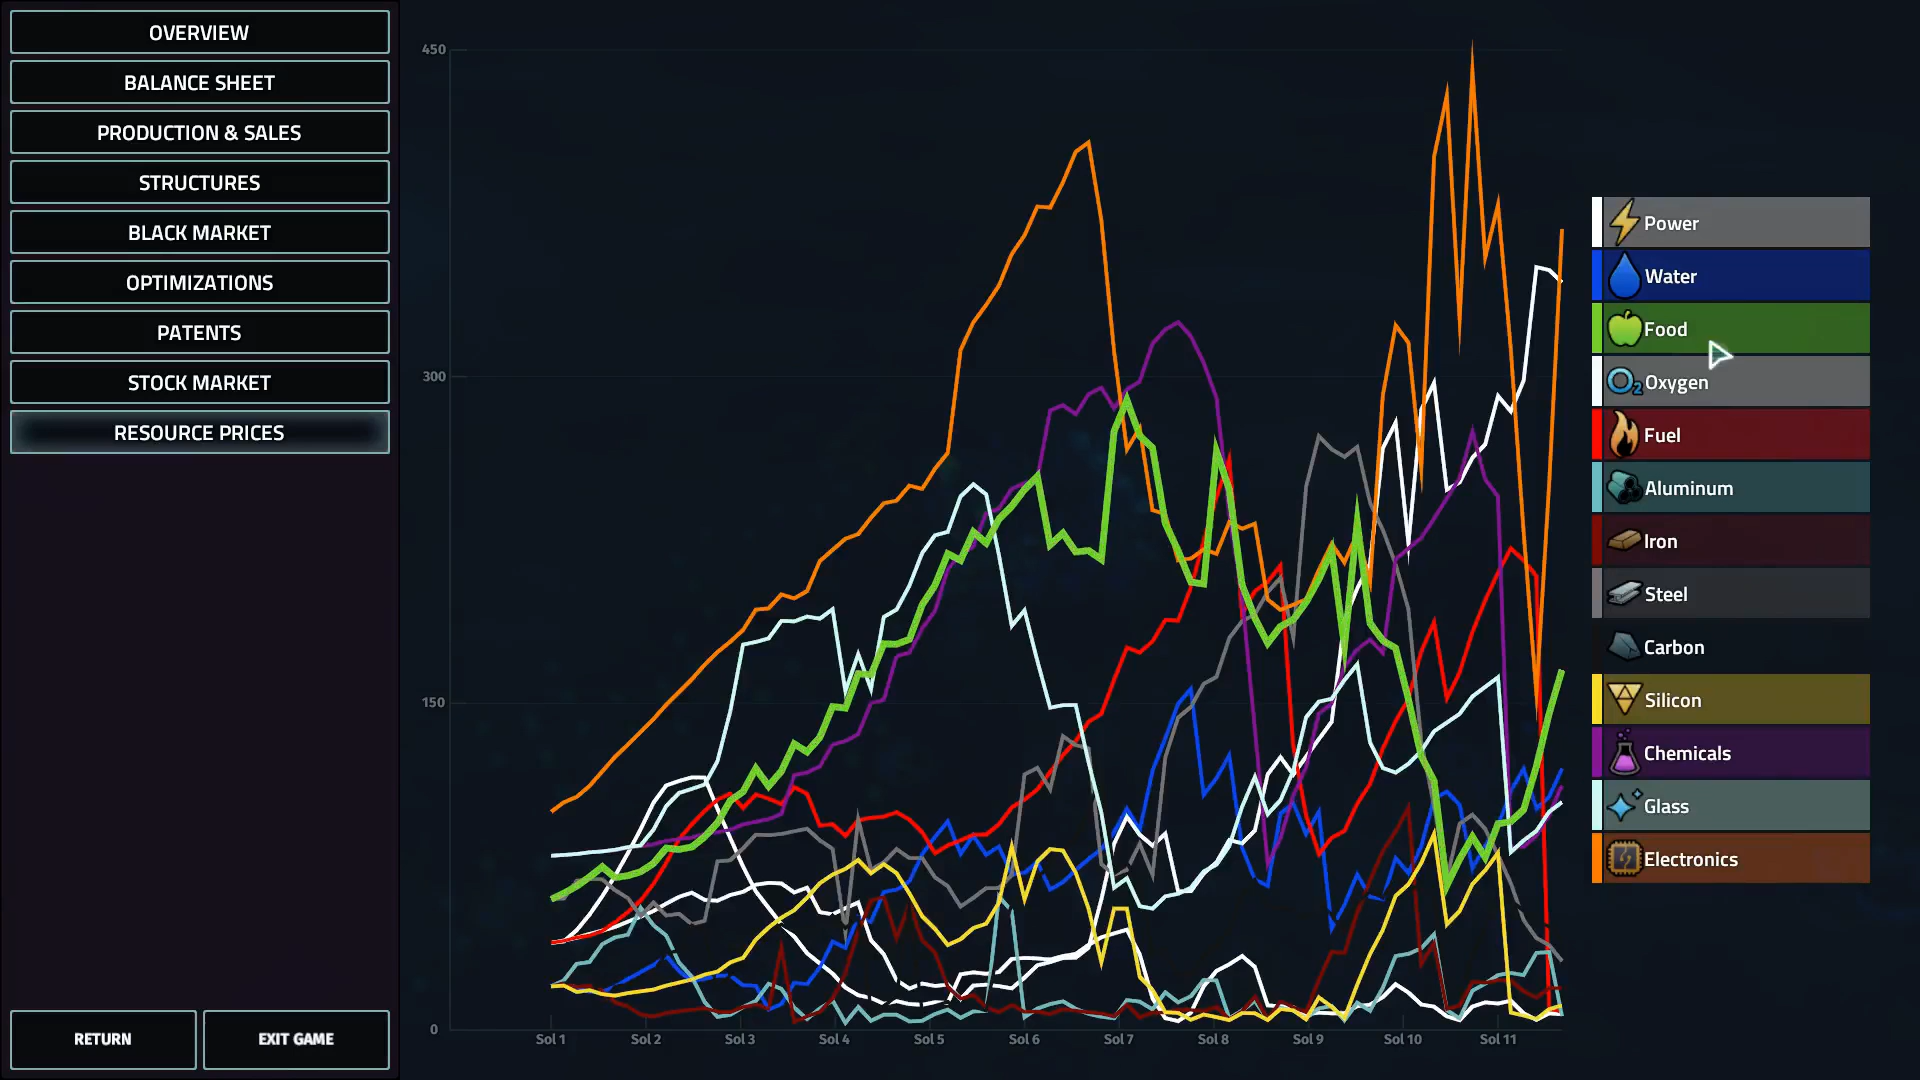 OVERVIEW
BALANCE SHEET
PRODUCTION & SALES
STRUCTURES
BLACK MARKET
OPTIMIZATIONS
PATENTS
STOCK MARKET
RESOURCE PRICES
RETURN
EXIT GAME
450
300
150
0
Sol 1
Sol 2
Sol 3
Sol 4
Sol 5
Sol 6
Sol 7
Sol 8
Sol 9
Sol 10
Sol 11
Power
Water
Food
O2 Oxygen
Fuel
Aluminum
Iron
Steel
Carbon
Silicon
Chemicals
Glass
Electronics